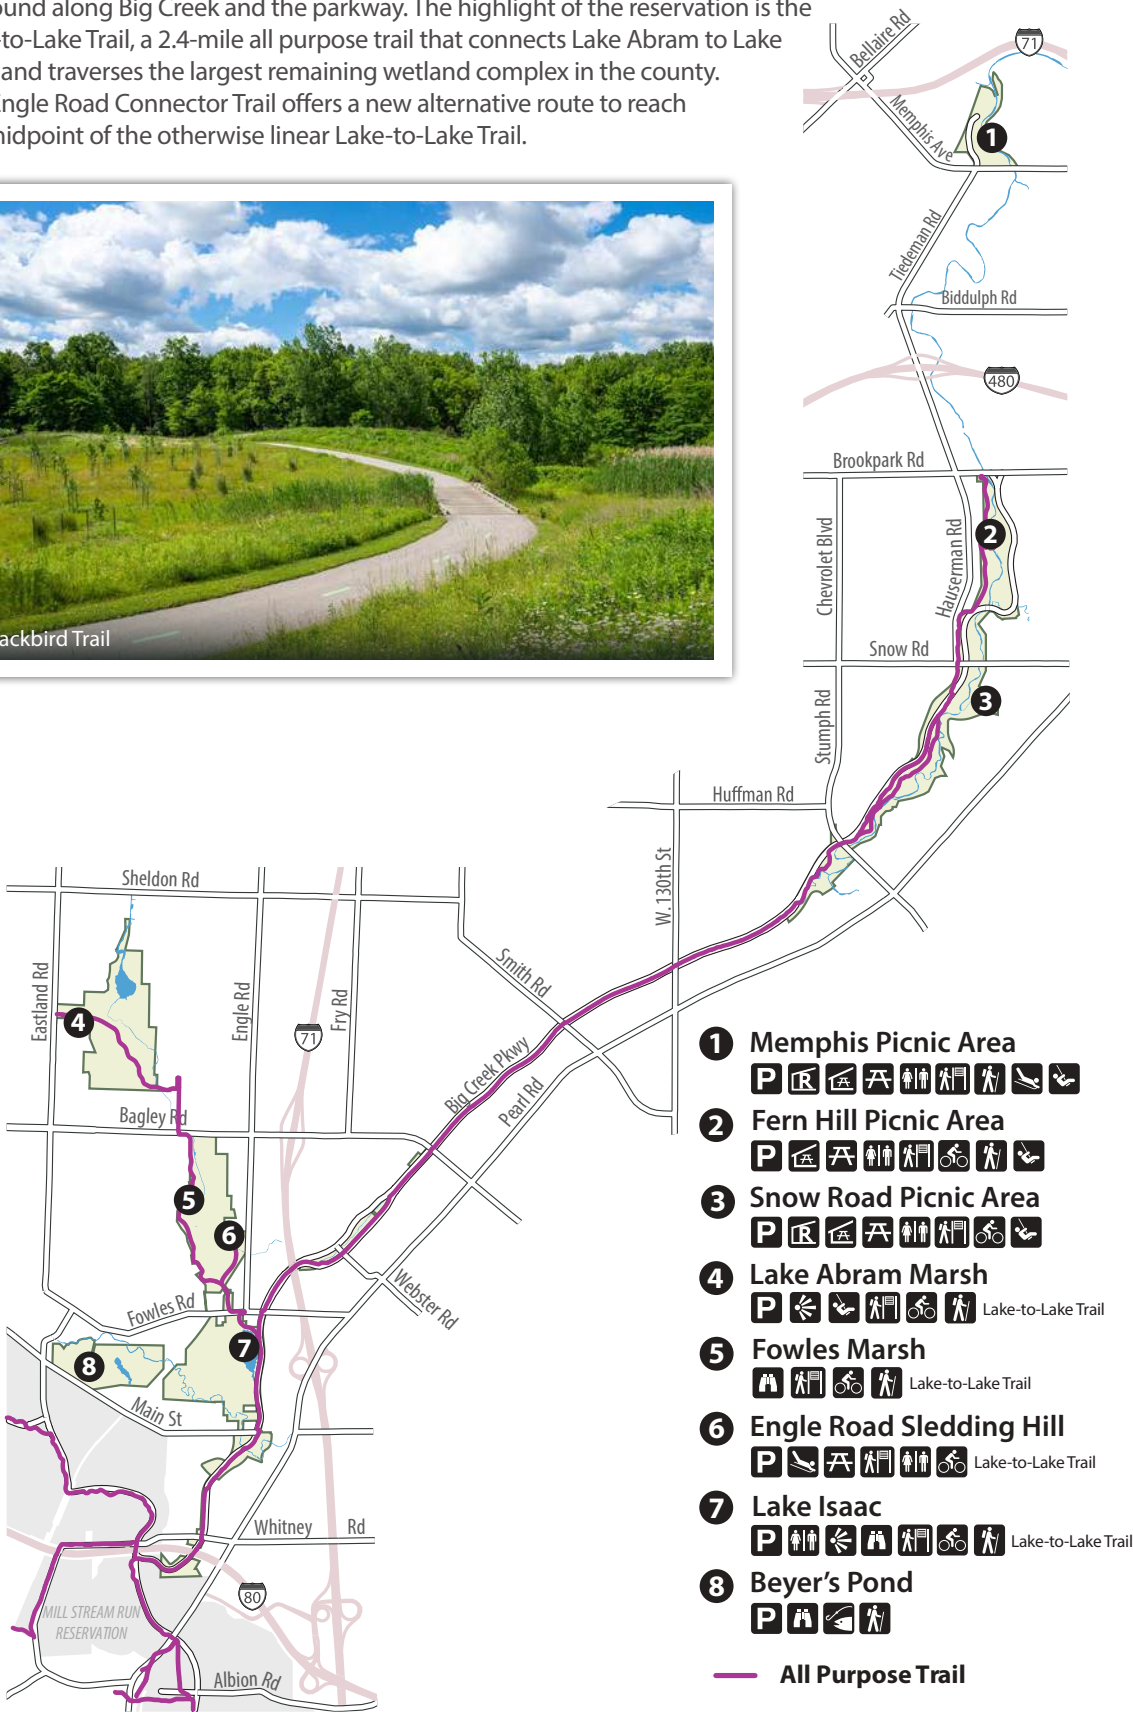 ound along Big Creek and the parkway. The highlight of the reservation is the
-to-Lake Trail, a 2.4-mile all purpose trail that connects Lake Abram to Lake
and traverses the largest remaining wetland complex in the county.
Engle Road Connector Trail offers a new alternative route to reach
midpoint of the otherwise linear Lake-to-Lake Trail.
ackbird Trail
Bellaire Rd
71
Memphis Ave
1
Tiedeman Rd
Biddulph Rd
480
Brookpark Rd
Chevrolet Blvd
Hauserman Rd
2
Snow Rd
Stumph Rd
3
Huffman Rd
W. 130th St
Sheldon Rd
Eastland Rd
Engle Rd
Fry Rd
Smith Rd
4
71
Big Creek Pkwy
Pearl Rd
Bagley Rd
5
6
Fowles Rd
Webster Rd
7
8
Main St
Whitney Rd
80
MILL STREAM RUN
RESERVATION
Albion Rd
1 Memphis Picnic Area
P R
2 Fern Hill Picnic Area
P
3 Snow Road Picnic Area
P R
4 Lake Abram Marsh
P Lake-to-Lake Trail
5 Fowles Marsh
Lake-to-Lake Trail
6 Engle Road Sledding Hill
P Lake-to-Lake Trail
7 Lake Isaac
P Lake-to-Lake Trail
8 Beyer's Pond
P
All Purpose Trail